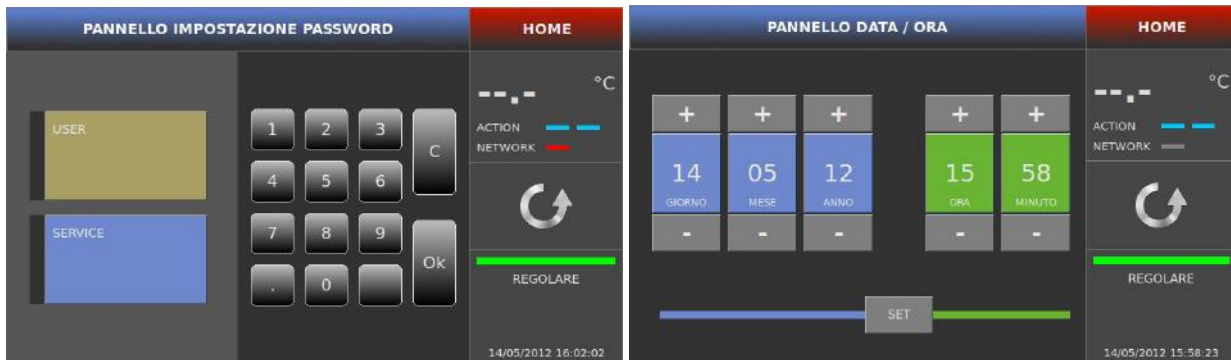 PANNELLO IMPOSTAZIONE PASSWORD
HOME
USER
SERVICE
1 2 3 C
4 5 6
7 8 9 Ok
. 0
--.- °C
ACTION
NETWORK
REGOLARE
14/05/2012 16:02:02
PANNELLO DATA / ORA
HOME
+ + + + +
14 05 12 15 58
GIORNO MESE ANNO ORA MINUTO
- - - - -
SET
--.- °C
ACTION
NETWORK
REGOLARE
14/05/2012 15:58:23